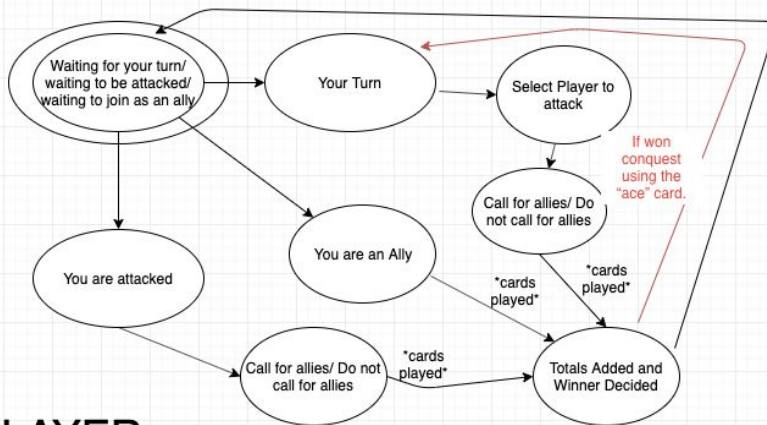 Waiting for your turn/
waiting to be attacked/
waiting to join as an ally
Your Turn
Select Player to
attack
If won
conquest
using the
“ace” card.
Call for allies/ Do
not call for allies
You are an Ally
You are attacked
*cards
played*
*cards
played*
Call for allies/ Do not
call for allies
*cards
played*
Totals Added and
Winner Decided